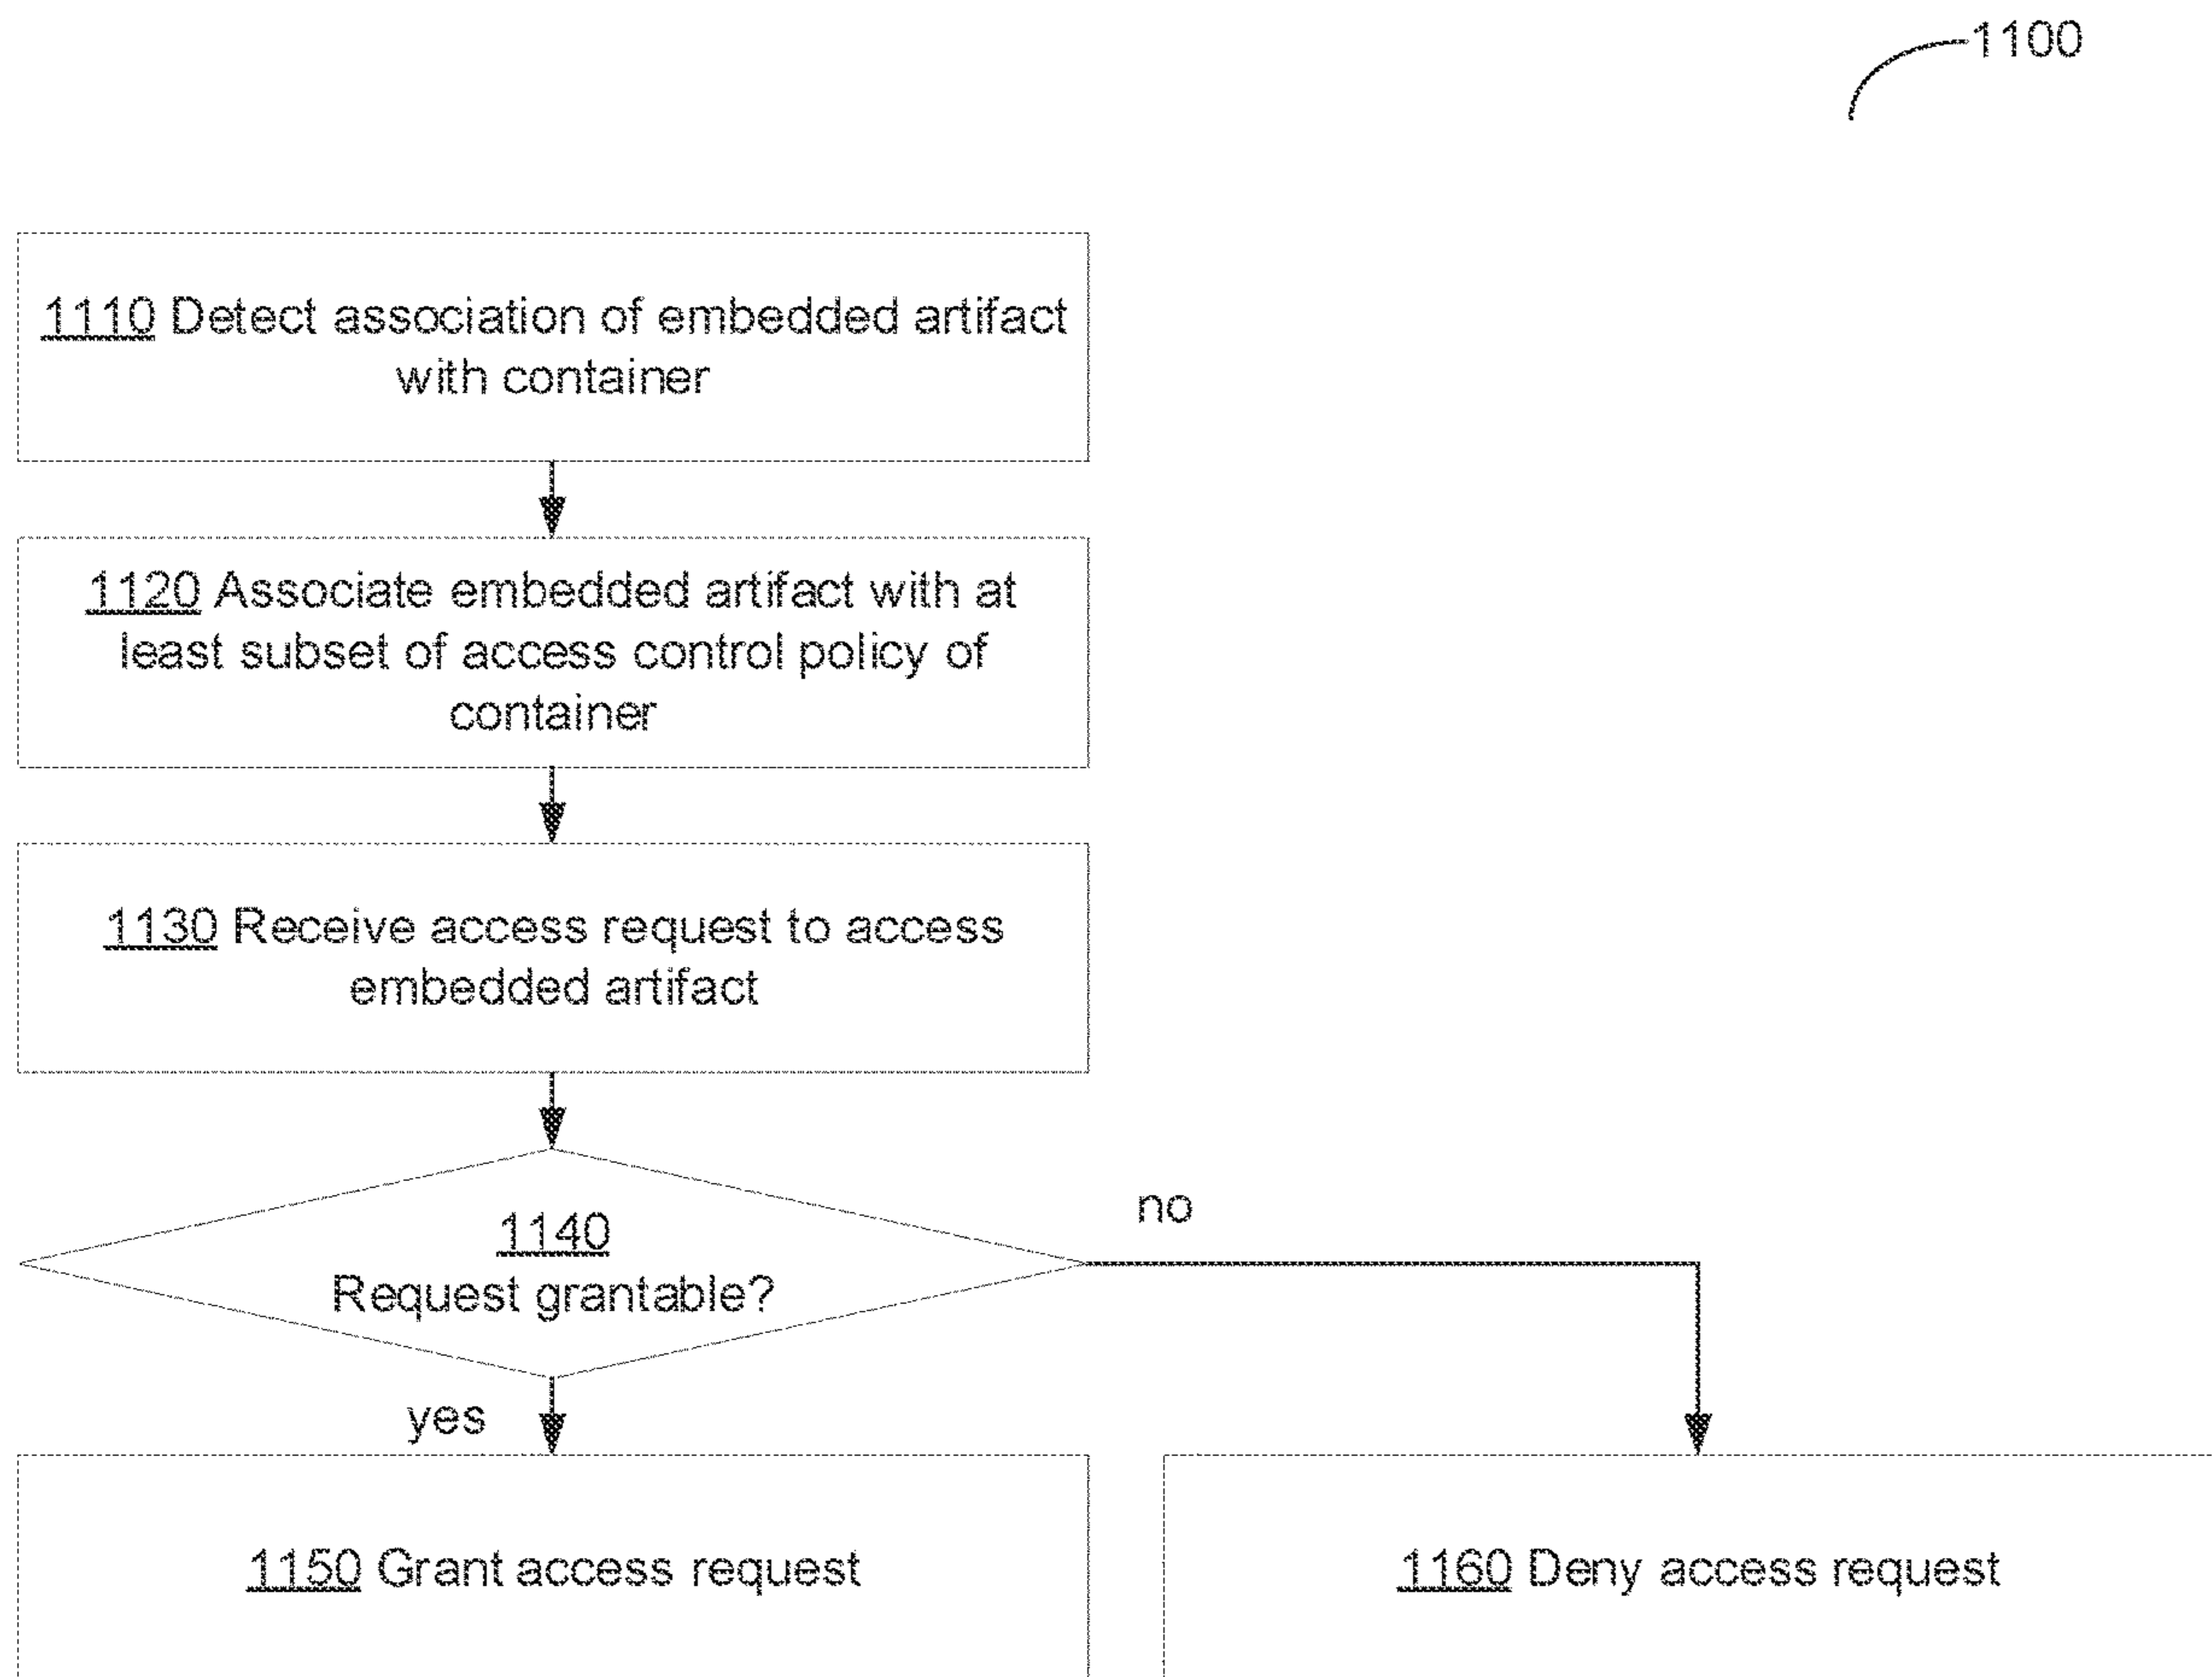 1100
1110 Detect association of embedded artifact
with container
1120 Associate embedded artifact with at
least subset of access control policy of
container
1130 Receive access request to access
embedded artifact
1140
Request grantable?
no
yes
1150 Grant access request
1160 Deny access request